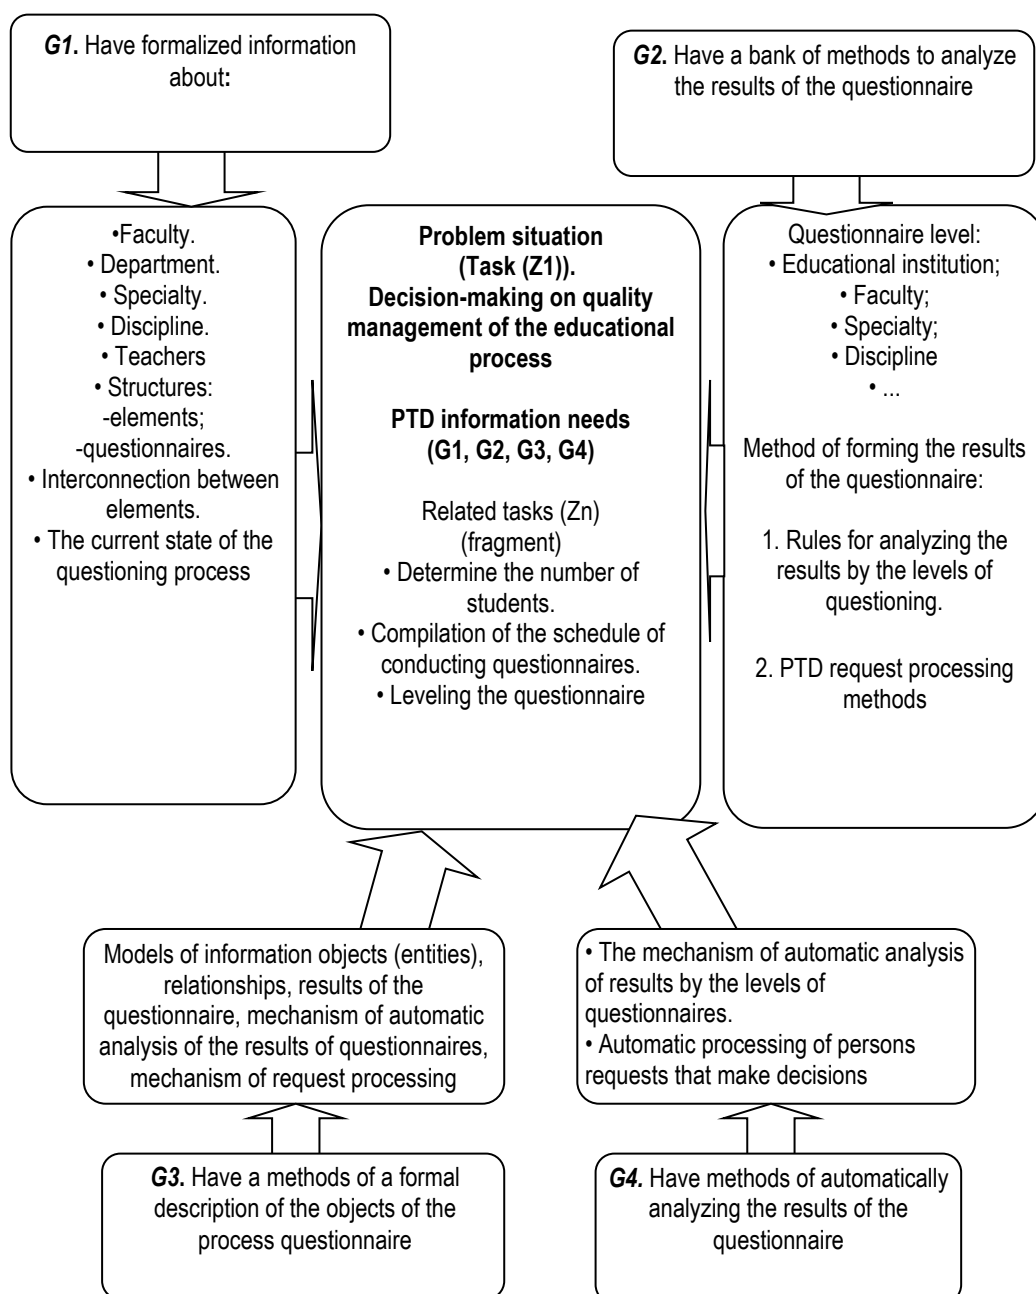 G1. Have formalized information
about:
G2. Have a bank of methods to analyze
the results of the questionnaire
•Faculty.
• Department.
• Specialty.
• Discipline.
• Teachers
• Structures:
-elements;
-questionnaires.
• Interconnection between
elements.
• The current state of the
questioning process
Problem situation
(Task (Z1)).
Decision-making on quality
management of the educational
process
PTD information needs
(G1, G2, G3, G4)
Related tasks (Zn)
(fragment)
• Determine the number of
students.
• Compilation of the schedule of
conducting questionnaires.
• Leveling the questionnaire
Questionnaire level:
• Educational institution;
• Faculty;
• Specialty;
• Discipline
• ...
Method of forming the results
of the questionnaire:
1. Rules for analyzing the
results by the levels of
questioning.
2. PTD request processing
methods
Models of information objects (entities),
relationships, results of the
questionnaire, mechanism of automatic
analysis of the results of questionnaires,
mechanism of request processing
• The mechanism of automatic analysis
of results by the levels of
questionnaires.
• Automatic processing of persons
requests that make decisions
G3. Have a methods of a formal
description of the objects of the
process questionnaire
G4. Have methods of automatically
analyzing the results of the
questionnaire